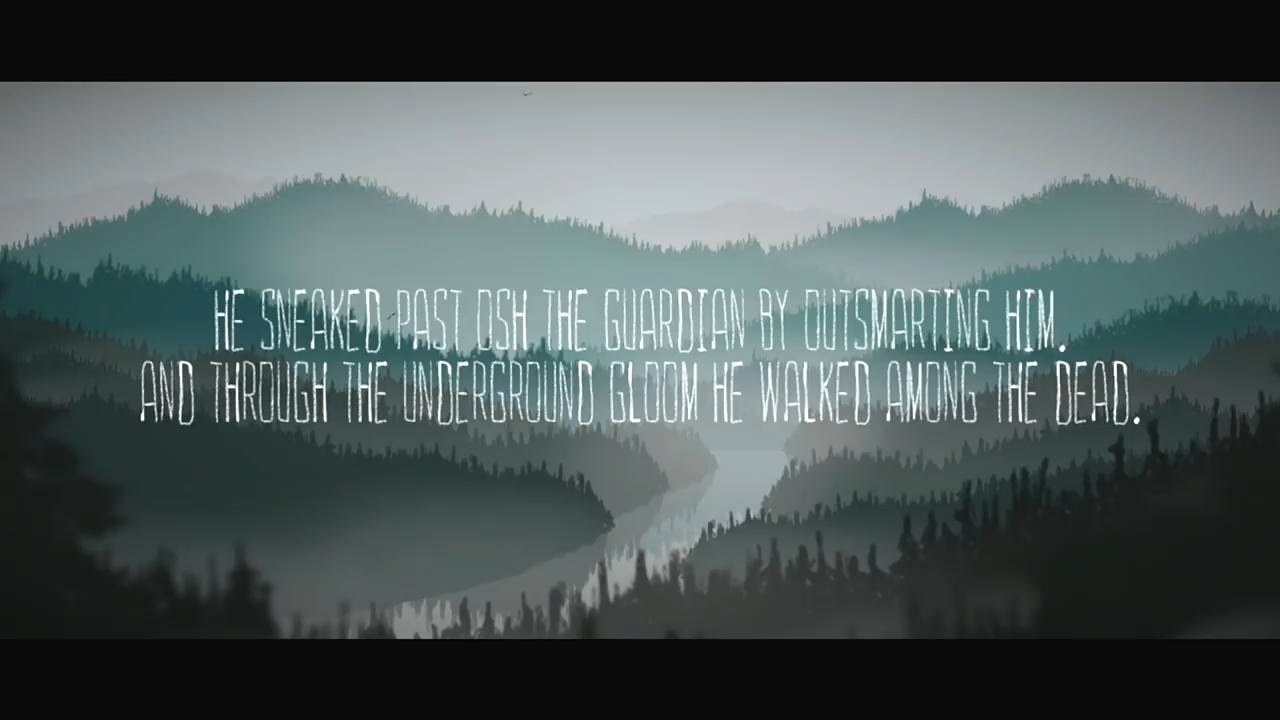 HE SNEAKED PAST OSH THE GUARDIAN BY OUTSMARTING HIM.
AND THROUGH THE UNDERGROUND GLOOM HE WALKED AMONG THE DEAD.